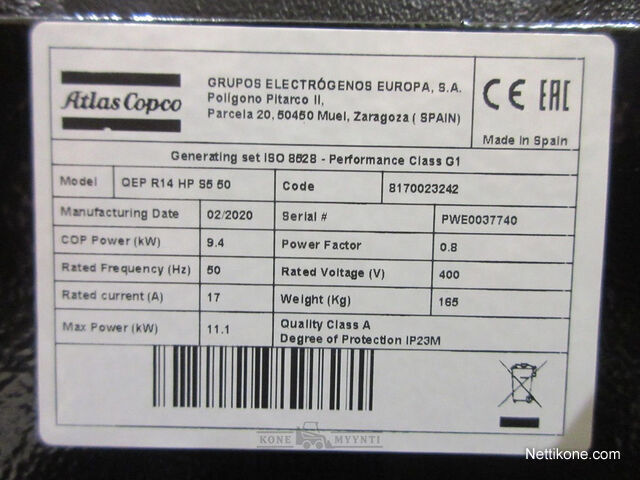 Atlas Copco
GRUPOS ELECTRÓGENOS EUROPA, S.A.
Poligono Pitarco II,
Parcela 20, 50450 Muel, Zaragoza ( SPAIN)
CE EAC
Made in Spain
Generating set ISO 8528 - Performance Class G1
Model QEP R14 HP S5 50 Code 8170023242
Manufacturing Date 02/2020 Serial # PWE0037740
COP Power (kW) 9.4 Power Factor 0.8
Rated Frequency (Hz) 50 Rated Voltage (V) 400
Rated current (A) 17 Weight (Kg) 165
Max Power (kW) 11.1 Quality Class A
Degree of Protection IP23M
KONE MYYNTI
Nettikone.com